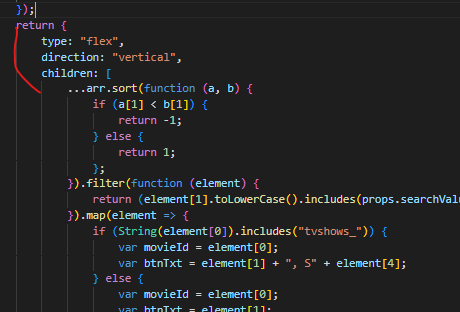 });
return {
type: "flex",
direction: "vertical",
children: [
...arr.sort(function (a, b) {
if (a[1] < b[1]) {
return -1;
} else {
return 1;
};
}).filter(function (element) {
return (element[1].toLowerCase().includes(props.searchVal
}).map(element => {
if (String(element[0]).includes("tvshows_")) {
var movieId = element[0];
var btnTxt = element[1] + ", S" + element[4];
} else {
var movieId = element[0];
var btnTxt = element[1];